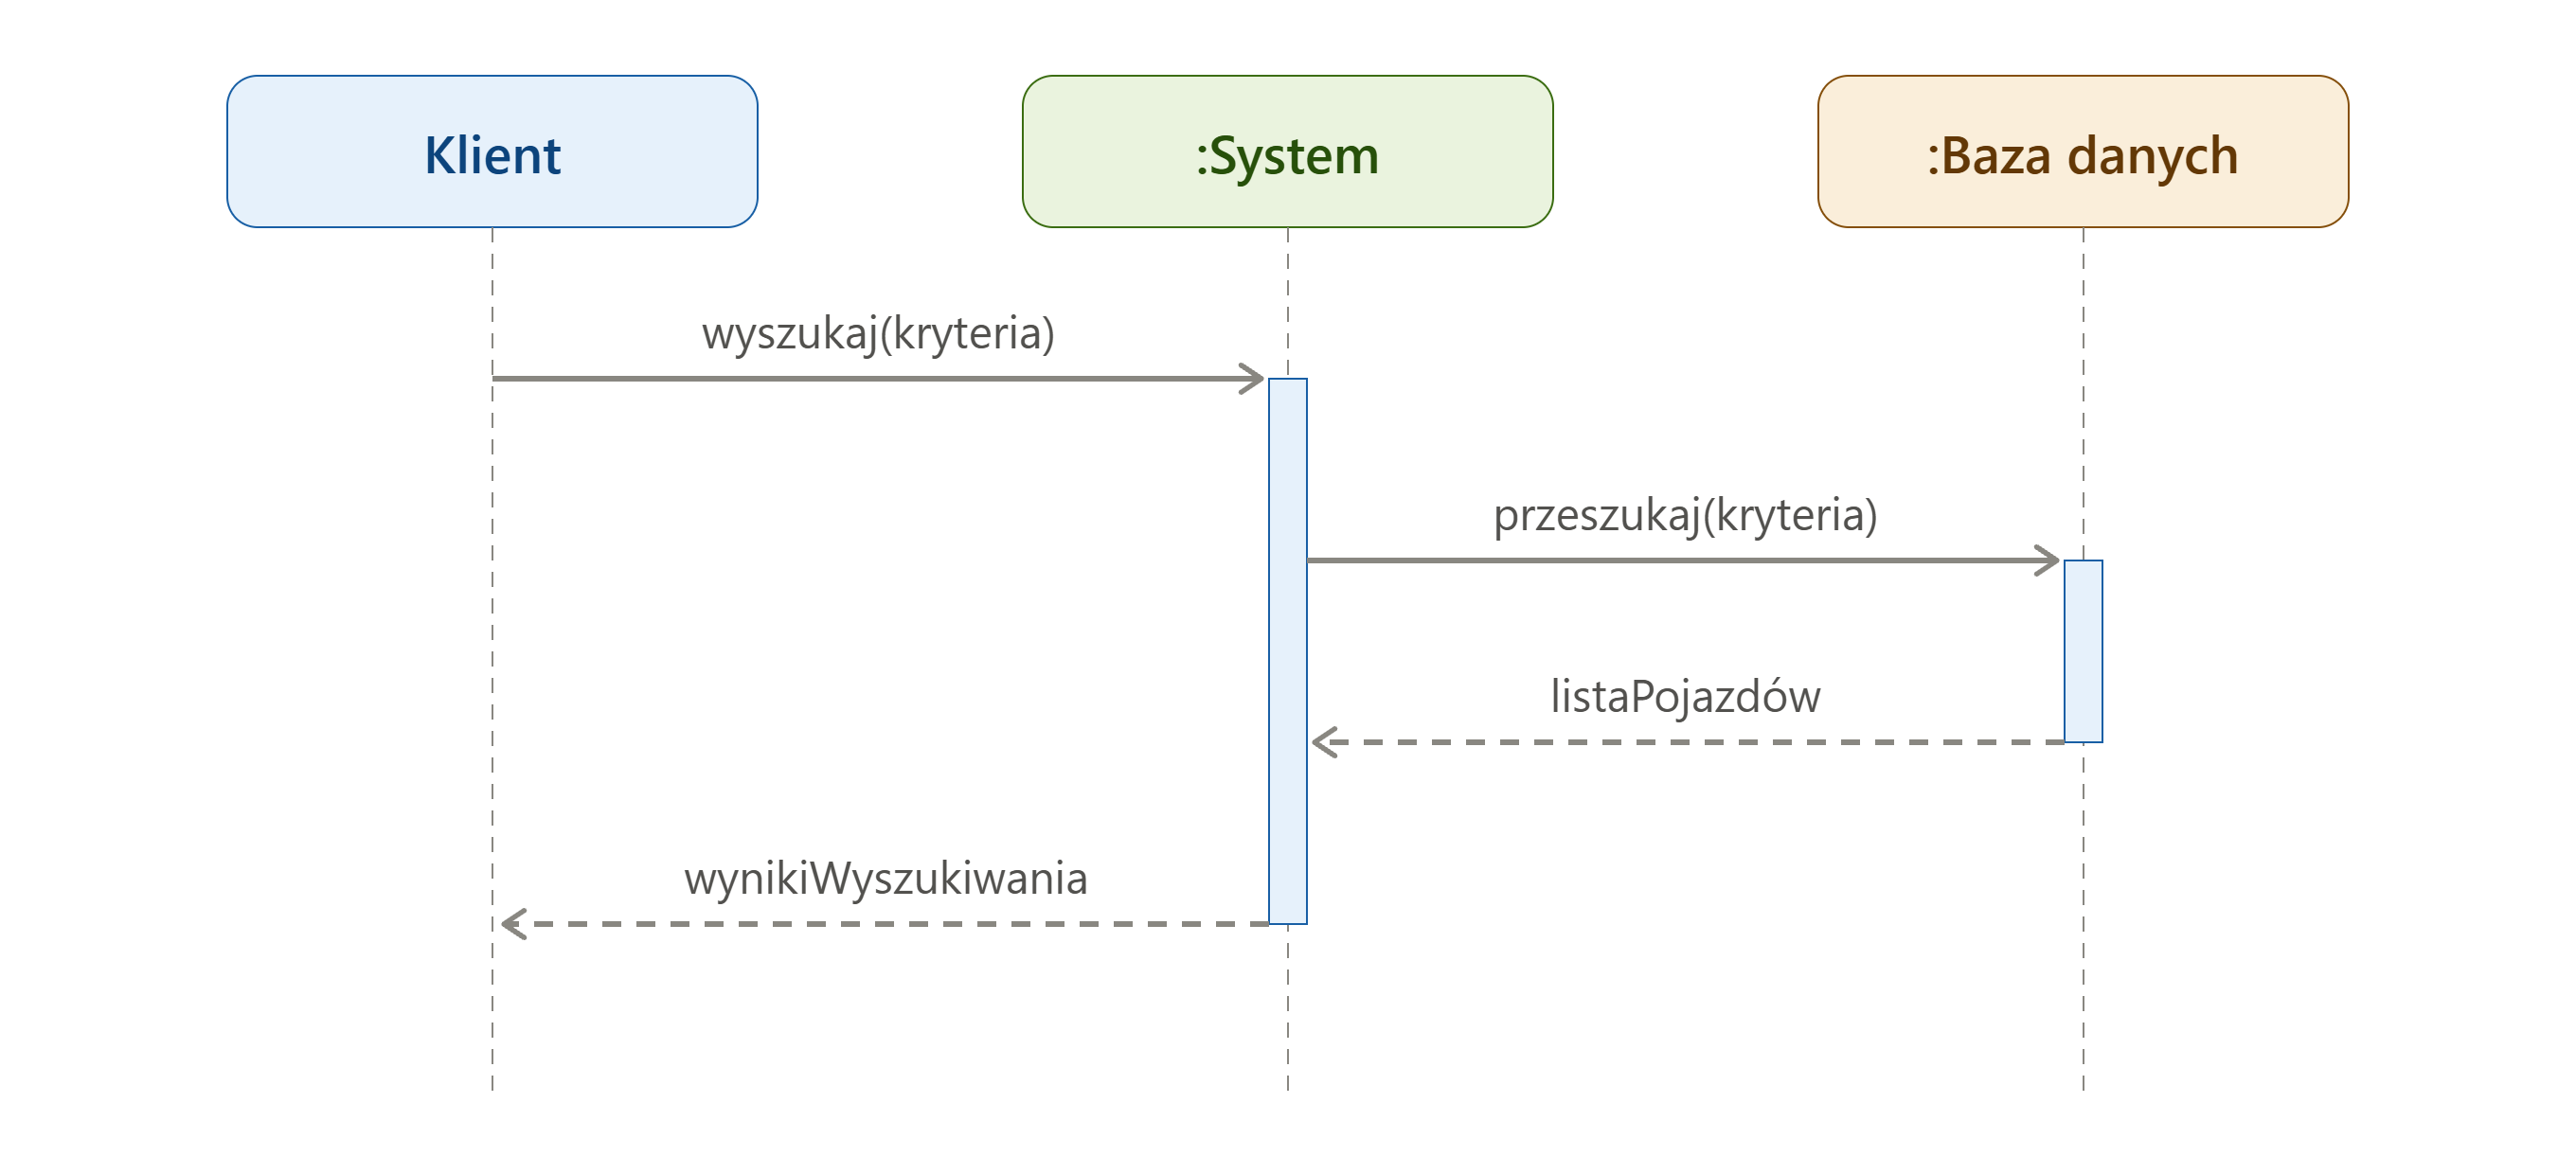 Klient
:System
:Baza danych
wyszukaj(kryteria)
przeszukaj(kryteria)
listaPojazdów
wynikiWyszukiwania